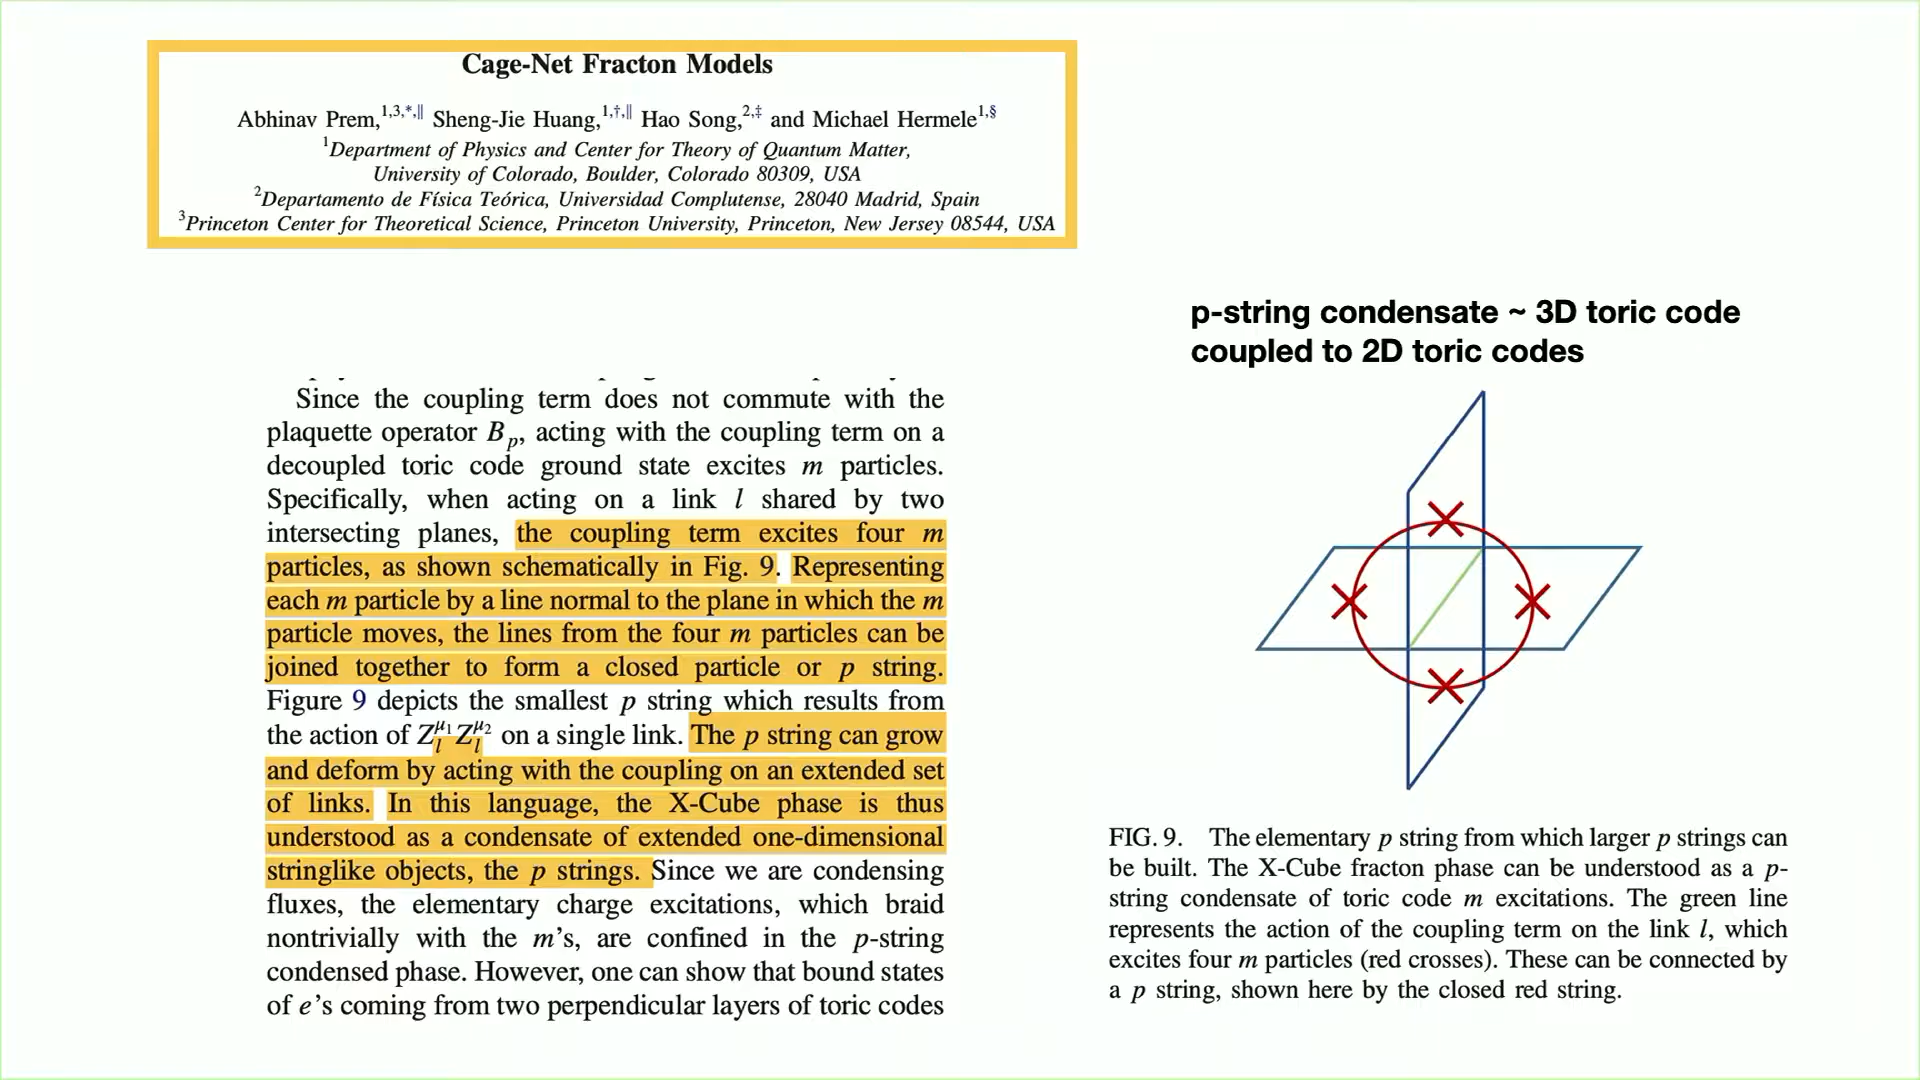 Cage-Net Fracton Models
Abhinav Prem,1,3,*,∥ Sheng-Jie Huang,1,†,∥ Hao Song,2,‡ and Michael Hermele1,§
1Department of Physics and Center for Theory of Quantum Matter,
University of Colorado, Boulder, Colorado 80309, USA
2Departamento de Física Teórica, Universidad Complutense, 28040 Madrid, Spain
3Princeton Center for Theoretical Science, Princeton University, Princeton, New Jersey 08544, USA
Since the coupling term does not commute with the
plaquette operator Bp, acting with the coupling term on a
decoupled toric code ground state excites m particles.
Specifically, when acting on a link l shared by two
intersecting planes, the coupling term excites four m
particles, as shown schematically in Fig. 9. Representing
each m particle by a line normal to the plane in which the m
particle moves, the lines from the four m particles can be
joined together to form a closed particle or p string.
Figure 9 depicts the smallest p string which results from
the action of Z_l^{μ1} Z_l^{μ2} on a single link. The p string can grow
and deform by acting with the coupling on an extended set
of links. In this language, the X-Cube phase is thus
understood as a condensate of extended one-dimensional
stringlike objects, the p strings. Since we are condensing
fluxes, the elementary charge excitations, which braid
nontrivially with the m's, are confined in the p-string
condensed phase. However, one can show that bound states
of e's coming from two perpendicular layers of toric codes
p-string condensate ~ 3D toric code
coupled to 2D toric codes
FIG. 9. The elementary p string from which larger p strings can
be built. The X-Cube fracton phase can be understood as a p-
string condensate of toric code m excitations. The green line
represents the action of the coupling term on the link l, which
excites four m particles (red crosses). These can be connected by
a p string, shown here by the closed red string.